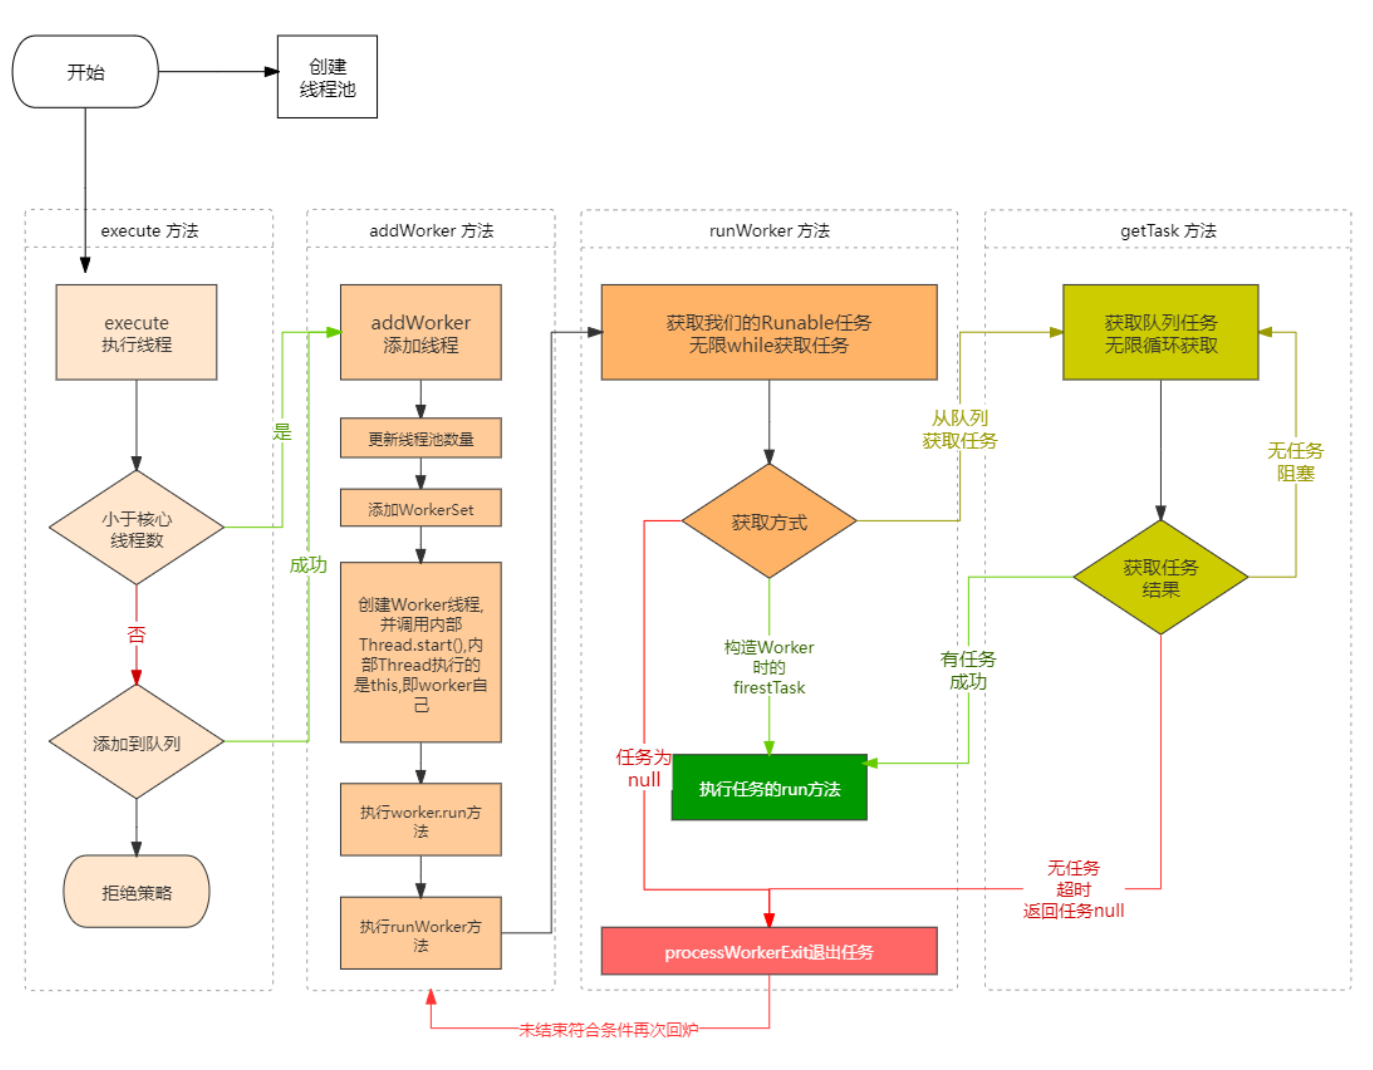 开始
创建
线程池
execute 方法
execute
执行线程
是
小于核心
线程数
否
成功
添加到队列
拒绝策略
addWorker 方法
addWorker
添加线程
更新线程池数量
添加WorkerSet
创建Worker线程,
并调用内部
Thread.start(),内
部Thread执行的
是this,即worker自
己
执行worker.run方
法
执行runWorker方
法
runWorker 方法
获取我们的Runable任务
无限while获取任务
获取方式
从队列
获取任务
构造Worker
时的
firestTask
任务为
null
执行任务的run方法
processWorkerExit退出任务
未结束符合条件再次回炉
getTask 方法
获取队列任务
无限循环获取
无任务
阻塞
获取任务
结果
有任务
成功
无任务
超时
返回任务null